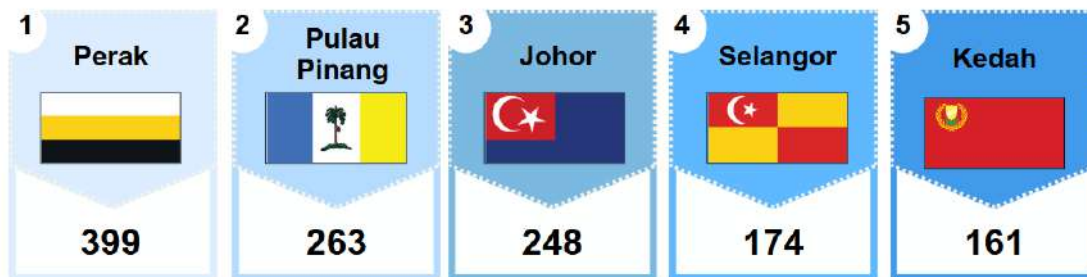 1
Perak
399
2
Pulau
Pinang
263
3
Johor
248
4
Selangor
174
5
Kedah
161